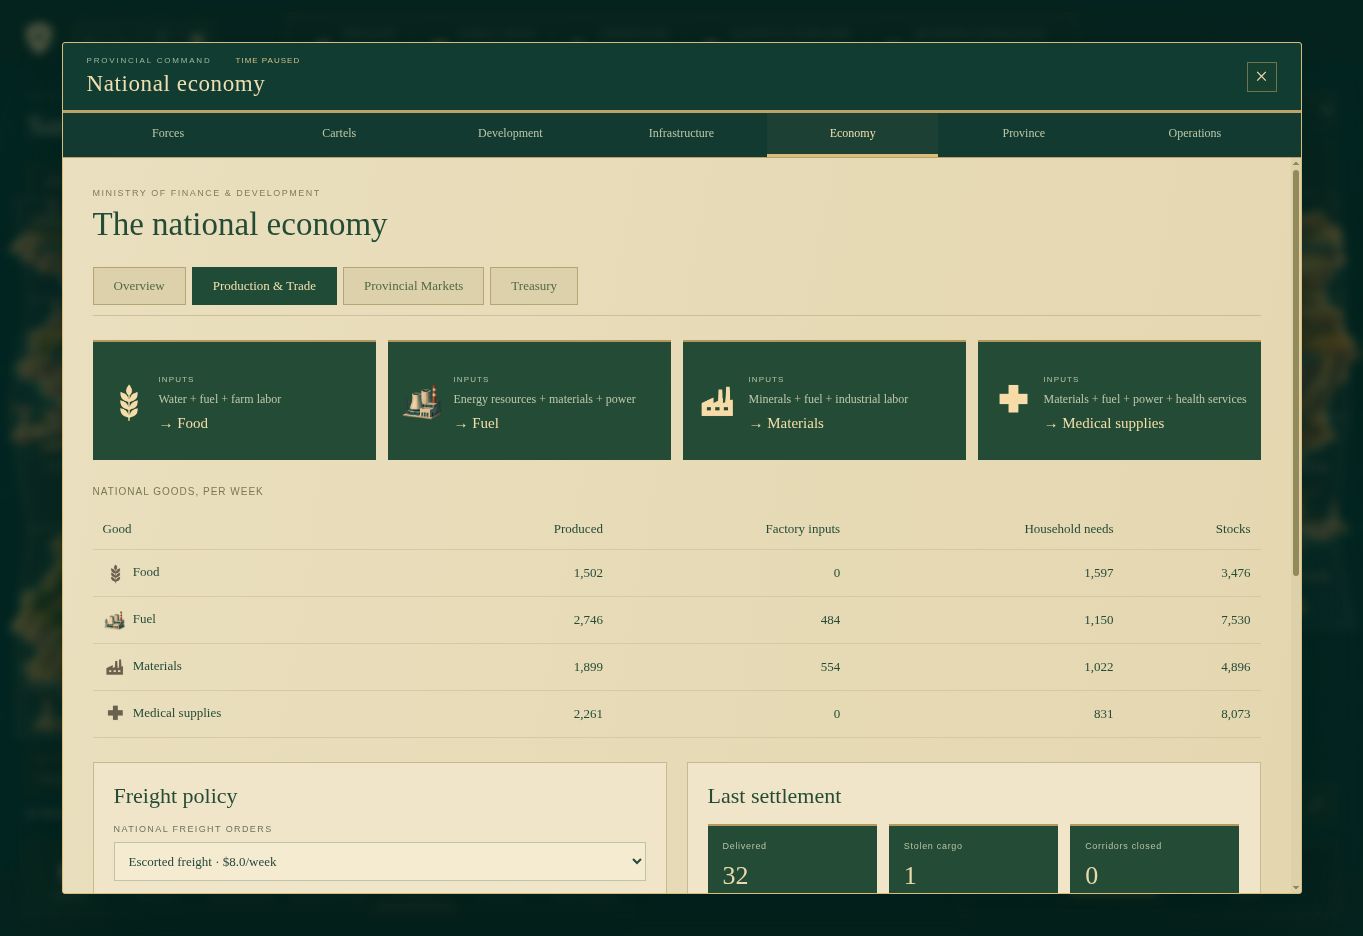 PROVINCIAL COMMAND TIME PAUSED
National economy
×
Forces Cartels Development Infrastructure Economy Province Operations
MINISTRY OF FINANCE & DEVELOPMENT
The national economy
Overview Production & Trade Provincial Markets Treasury
INPUTS
Water + fuel + farm labor
→ Food
INPUTS
Energy resources + materials + power
→ Fuel
INPUTS
Minerals + fuel + industrial labor
→ Materials
INPUTS
Materials + fuel + power + health services
→ Medical supplies
NATIONAL GOODS, PER WEEK
Good Produced Factory inputs Household needs Stocks
Food 1,502 0 1,597 3,476
Fuel 2,746 484 1,150 7,530
Materials 1,899 554 1,022 4,896
Medical supplies 2,261 0 831 8,073
Freight policy
NATIONAL FREIGHT ORDERS
Escorted freight · $8.0/week
Last settlement
Delivered
32
Stolen cargo
1
Corridors closed
0